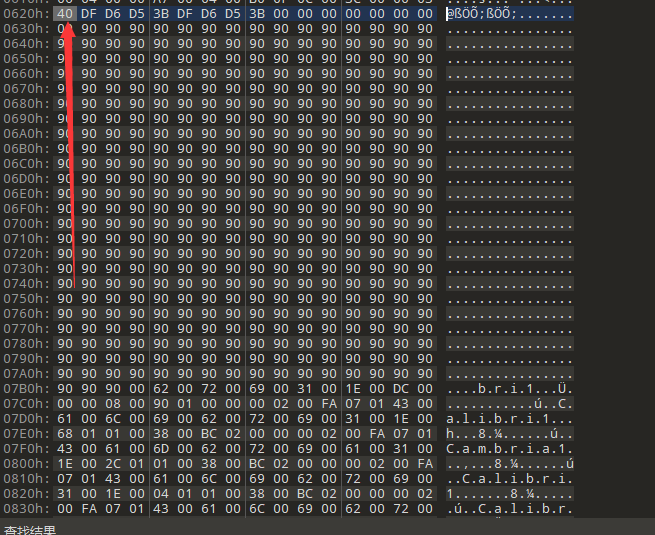 0620h: 40 DF D6 D5 3B DF D6 D5 3B 00 00 00 00 00 00 00 @ßÖÕ;ßÖÕ;.......
0630h: 00 90 90 90 90 90 90 90 90 90 90 90 90 90 90 90 ................
0640h: 90 90 90 90 90 90 90 90 90 90 90 90 90 90 90 90 ................
0650h: 90 90 90 90 90 90 90 90 90 90 90 90 90 90 90 90 ................
0660h: 90 90 90 90 90 90 90 90 90 90 90 90 90 90 90 90 ................
0670h: 90 90 90 90 90 90 90 90 90 90 90 90 90 90 90 90 ................
0680h: 90 90 90 90 90 90 90 90 90 90 90 90 90 90 90 90 ................
0690h: 90 90 90 90 90 90 90 90 90 90 90 90 90 90 90 90 ................
06A0h: 90 90 90 90 90 90 90 90 90 90 90 90 90 90 90 90 ................
06B0h: 90 90 90 90 90 90 90 90 90 90 90 90 90 90 90 90 ................
06C0h: 90 90 90 90 90 90 90 90 90 90 90 90 90 90 90 90 ................
06D0h: 90 90 90 90 90 90 90 90 90 90 90 90 90 90 90 90 ................
06E0h: 90 90 90 90 90 90 90 90 90 90 90 90 90 90 90 90 ................
06F0h: 90 90 90 90 90 90 90 90 90 90 90 90 90 90 90 90 ................
0700h: 90 90 90 90 90 90 90 90 90 90 90 90 90 90 90 90 ................
0710h: 90 90 90 90 90 90 90 90 90 90 90 90 90 90 90 90 ................
0720h: 90 90 90 90 90 90 90 90 90 90 90 90 90 90 90 90 ................
0730h: 90 90 90 90 90 90 90 90 90 90 90 90 90 90 90 90 ................
0740h: 90 90 90 90 90 90 90 90 90 90 90 90 90 90 90 90 ................
0750h: 90 90 90 90 90 90 90 90 90 90 90 90 90 90 90 90 ................
0760h: 90 90 90 90 90 90 90 90 90 90 90 90 90 90 90 90 ................
0770h: 90 90 90 90 90 90 90 90 90 90 90 90 90 90 90 90 ................
0780h: 90 90 90 90 90 90 90 90 90 90 90 90 90 90 90 90 ................
0790h: 90 90 90 90 90 90 90 90 90 90 90 90 90 90 90 90 ................
07A0h: 90 90 90 90 90 90 90 90 90 90 90 90 90 90 90 90 ................
07B0h: 90 90 90 00 62 00 72 00 69 00 31 00 1E 00 DC 00 ....b.r.i.1...Ü.
07C0h: 00 00 08 00 90 01 00 00 00 02 00 FA 07 01 43 00 ...........ú..C.
07D0h: 61 00 6C 00 69 00 62 00 72 00 69 00 31 00 1E 00 a.l.i.b.r.i.1...
07E0h: 68 01 01 00 38 00 BC 02 00 00 00 02 00 FA 07 01 h...8.¼......ú..
07F0h: 43 00 61 00 6D 00 62 00 72 00 69 00 61 00 31 00 C.a.m.b.r.i.a.1.
0800h: 1E 00 2C 01 01 00 38 00 BC 02 00 00 00 02 00 FA ..,...8.¼......ú
0810h: 07 01 43 00 61 00 6C 00 69 00 62 00 72 00 69 00 ..C.a.l.i.b.r.i.
0820h: 31 00 1E 00 04 01 01 00 38 00 BC 02 00 00 00 02 1.......8.¼.....
0830h: 00 FA 07 01 43 00 61 00 6C 00 69 00 62 00 72 00 .ú..C.a.l.i.b.r.
查找结果